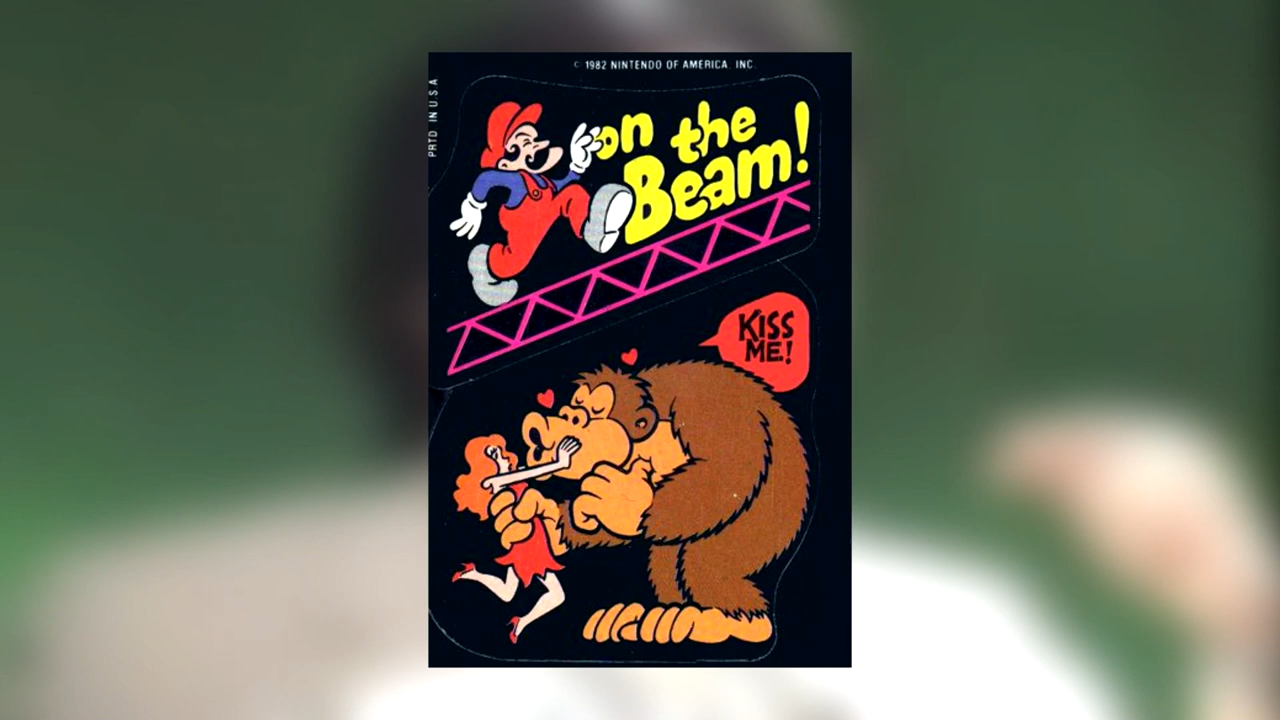 © 1982 NINTENDO OF AMERICA. INC.
PRTD IN U.S.A
on the
Beam!
KISS
ME!